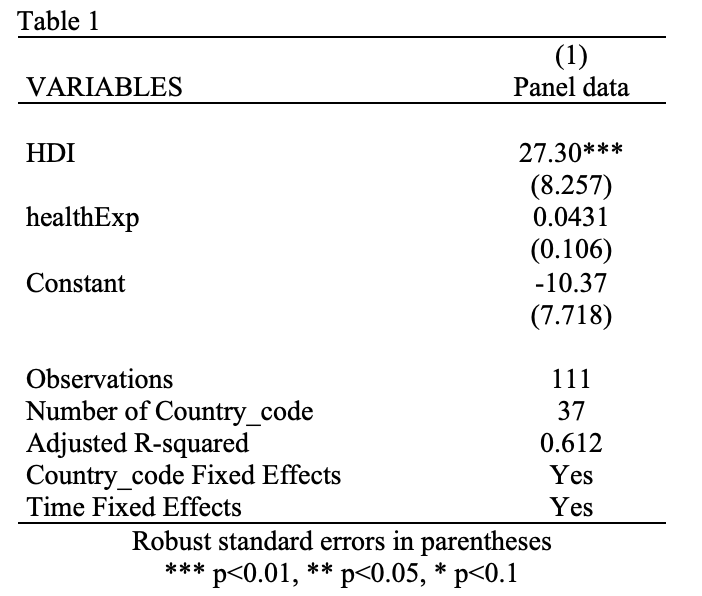 Table 1
(1)
VARIABLES Panel data
HDI 27.30***
(8.257)
healthExp 0.0431
(0.106)
Constant -10.37
(7.718)
Observations 111
Number of Country_code 37
Adjusted R-squared 0.612
Country_code Fixed Effects Yes
Time Fixed Effects Yes
Robust standard errors in parentheses
*** p<0.01, ** p<0.05, * p<0.1